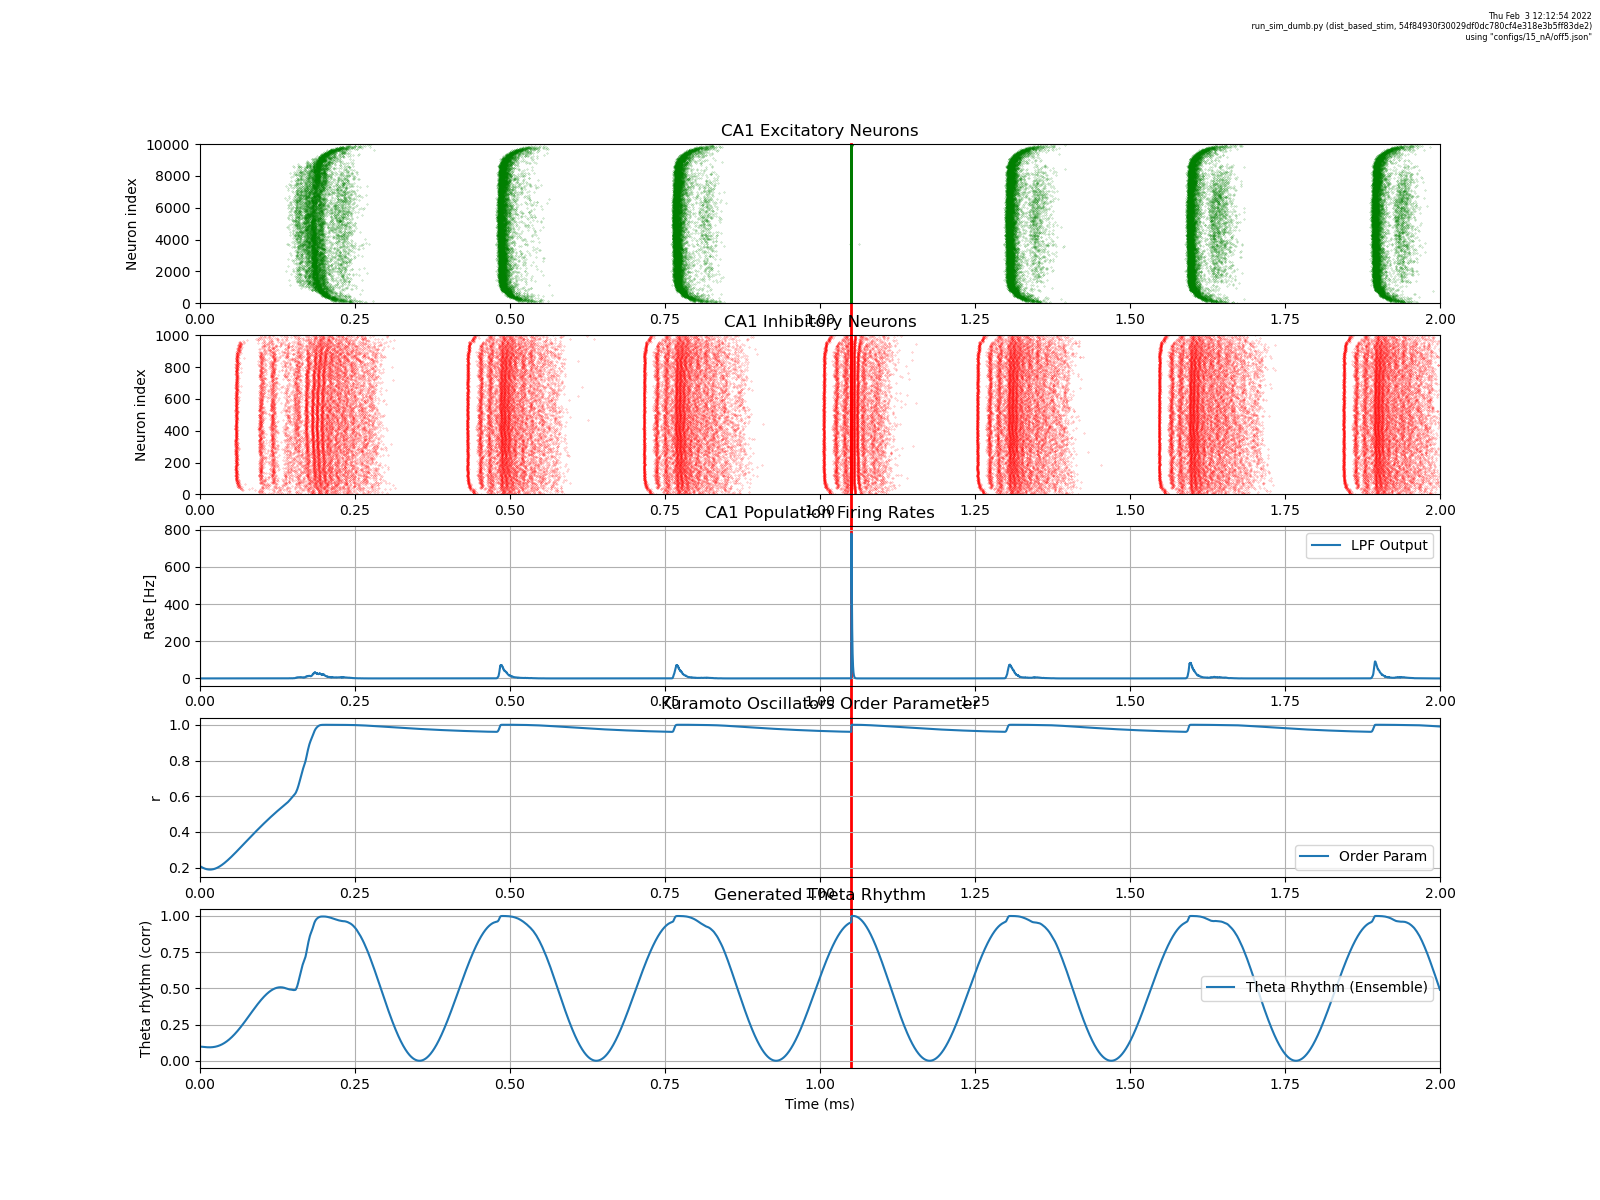 Thu Feb  3 12:12:54 2022
run_sim_dumb.py (dist_based_stim, 54f84930f30029df0dc780cf4e318e3b5ff83de2)
using "configs/15_nA/off5.json"
CA1 Excitatory Neurons
Neuron index
10000
8000
6000
4000
2000
0
0.00 0.25 0.50 0.75 1.00 1.25 1.50 1.75 2.00
CA1 Inhibitory Neurons
Neuron index
1000
800
600
400
200
0
0.00 0.25 0.50 0.75 1.00 1.25 1.50 1.75 2.00
CA1 Population Firing Rates
Rate [Hz]
800
600
400
200
0
LPF Output
0.00 0.25 0.50 0.75 1.00 1.25 1.50 1.75 2.00
Kuramoto Oscillators Order Parameter
r
1.0
0.8
0.6
0.4
0.2
Order Param
0.00 0.25 0.50 0.75 1.00 1.25 1.50 1.75 2.00
Generated Theta Rhythm
Theta rhythm (corr)
1.00
0.75
0.50
0.25
0.00
Theta Rhythm (Ensemble)
0.00 0.25 0.50 0.75 1.00 1.25 1.50 1.75 2.00
Time (ms)